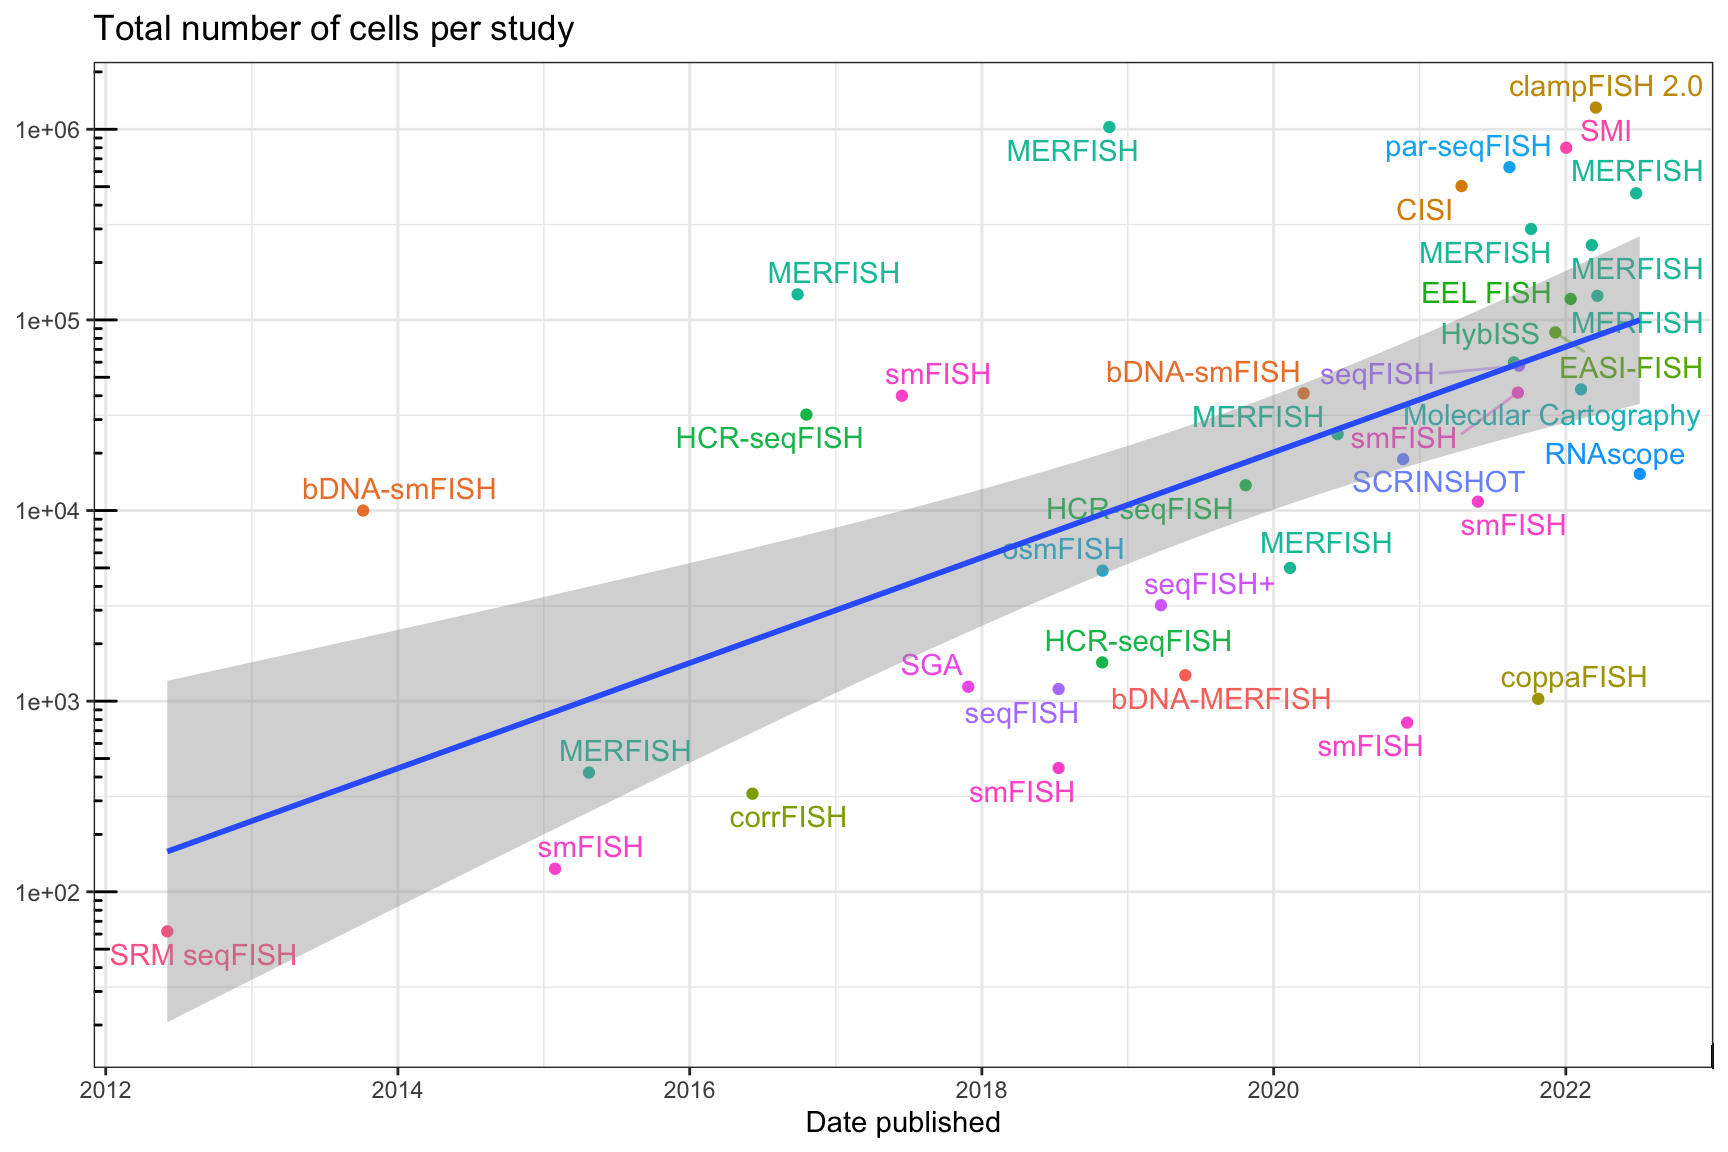 Total number of cells per study
clampFISH 2.0
1e+06
SMI
MERFISH
par-seqFISH
MERFISH
CISI
MERFISH
MERFISH
MERFISH
EEL FISH
1e+05
MERFISH
HybISS
EASI-FISH
smFISH
bDNA-smFISH
seqFISH
MERFISH
Molecular Cartography
HCR-seqFISH
smFISH
RNAscope
bDNA-smFISH
SCRINSHOT
1e+04
HCR-seqFISH
smFISH
osmFISH
MERFISH
seqFISH+
HCR-seqFISH
SGA
coppaFISH
1e+03
seqFISH
bDNA-MERFISH
MERFISH
smFISH
smFISH
corrFISH
smFISH
1e+02
SRM seqFISH
2012
2014
2016
2018
2020
2022
Date published